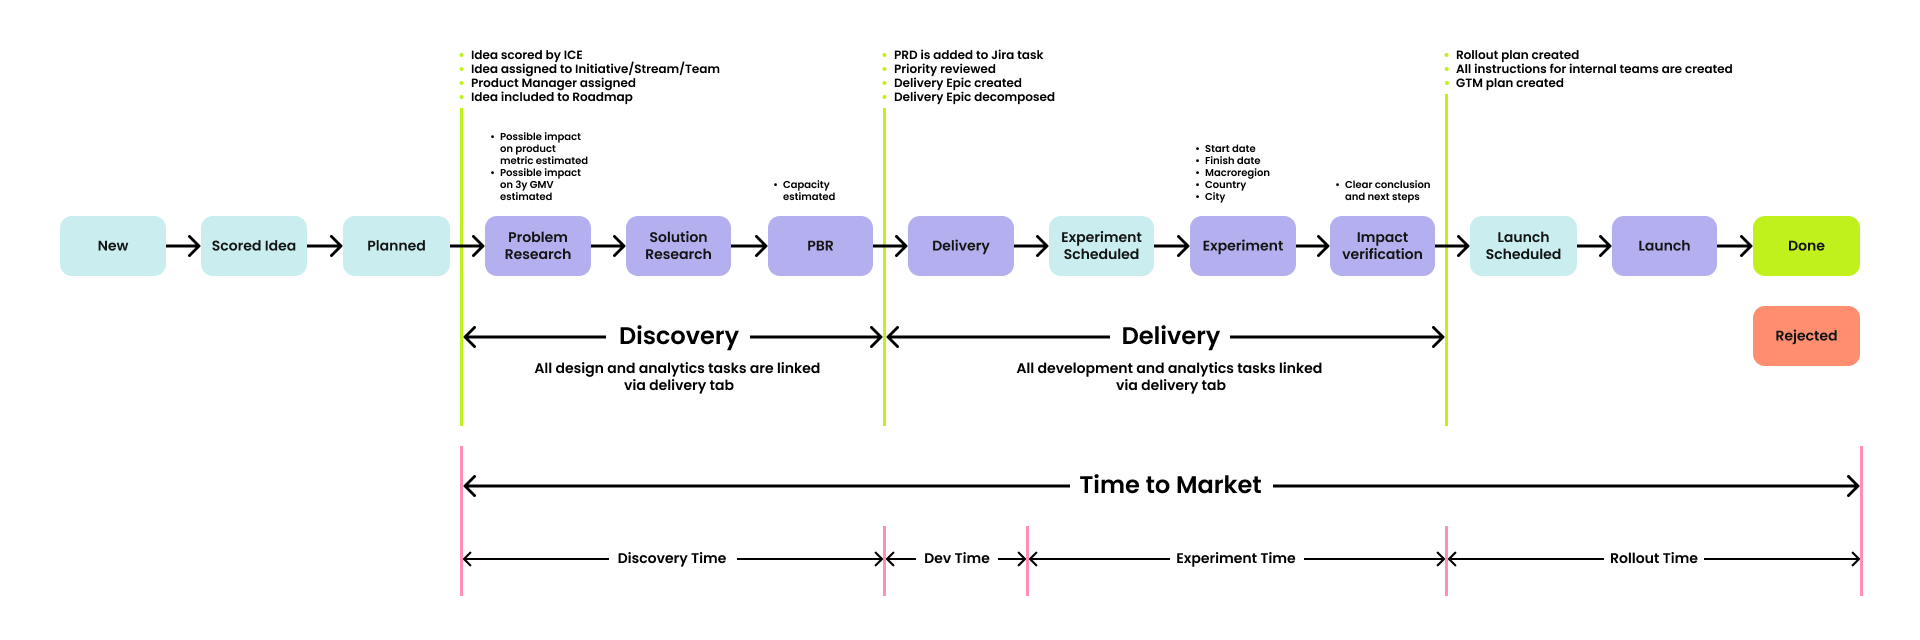 Idea scored by ICE
Idea assigned to Initiative/Stream/Team
Product Manager assigned
Idea included to Roadmap
PRD is added to Jira task
Priority reviewed
Delivery Epic created
Delivery Epic decomposed
Rollout plan created
All instructions for internal teams are created
GTM plan created
Possible impact
on product
metric estimated
Possible impact
on 3y GMV
estimated
Capacity
estimated
Start date
Finish date
Macroregion
Country
City
Clear conclusion
and next steps
New
Scored Idea
Planned
Problem
Research
Solution
Research
PBR
Delivery
Experiment
Scheduled
Experiment
Impact
verification
Launch
Scheduled
Launch
Done
Rejected
Discovery
All design and analytics tasks are linked
via delivery tab
Delivery
All development and analytics tasks linked
via delivery tab
Time to Market
Discovery Time
Dev Time
Experiment Time
Rollout Time